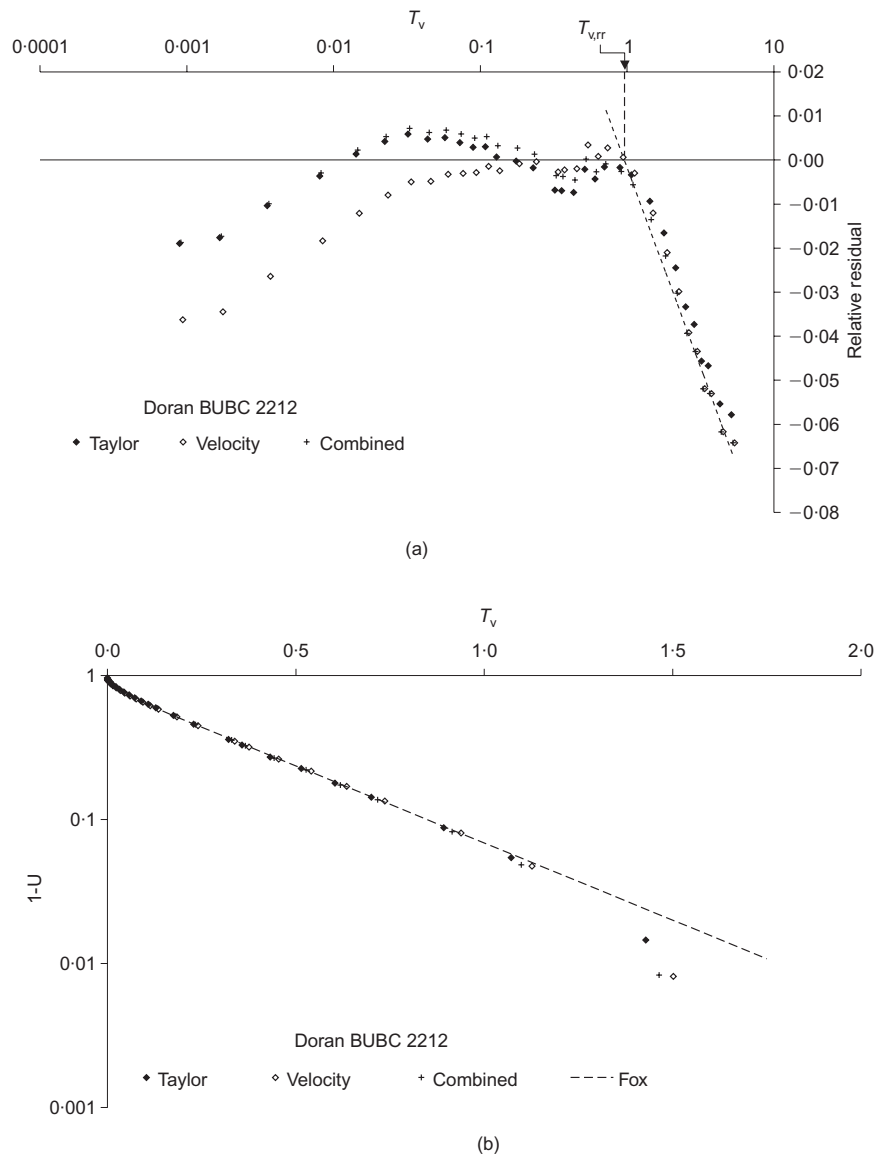 Tv
Tv,rr
0·0001
0·001
0·01
0·1
1
10
0·02
0·01
0·00
−0·01
−0·02
−0·03
−0·04
−0·05
−0·06
−0·07
−0·08
Relative residual
Doran BUBC 2212
Taylor
Velocity
Combined
(a)
Tv
0·0
0·5
1·0
1·5
2·0
1
0·1
0·01
0·001
1-U
Doran BUBC 2212
Taylor
Velocity
Combined
Fox
(b)